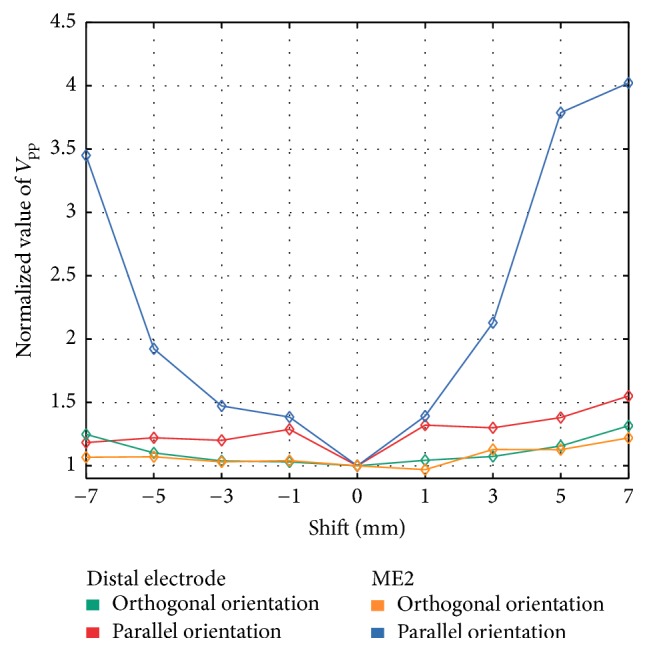 4.5
4
3.5
3
2.5
2
1.5
1
Normalized value of Vpp
−7 −5 −3 −1 0 1 3 5 7
Shift (mm)
Distal electrode
Orthogonal orientation
Parallel orientation
ME2
Orthogonal orientation
Parallel orientation